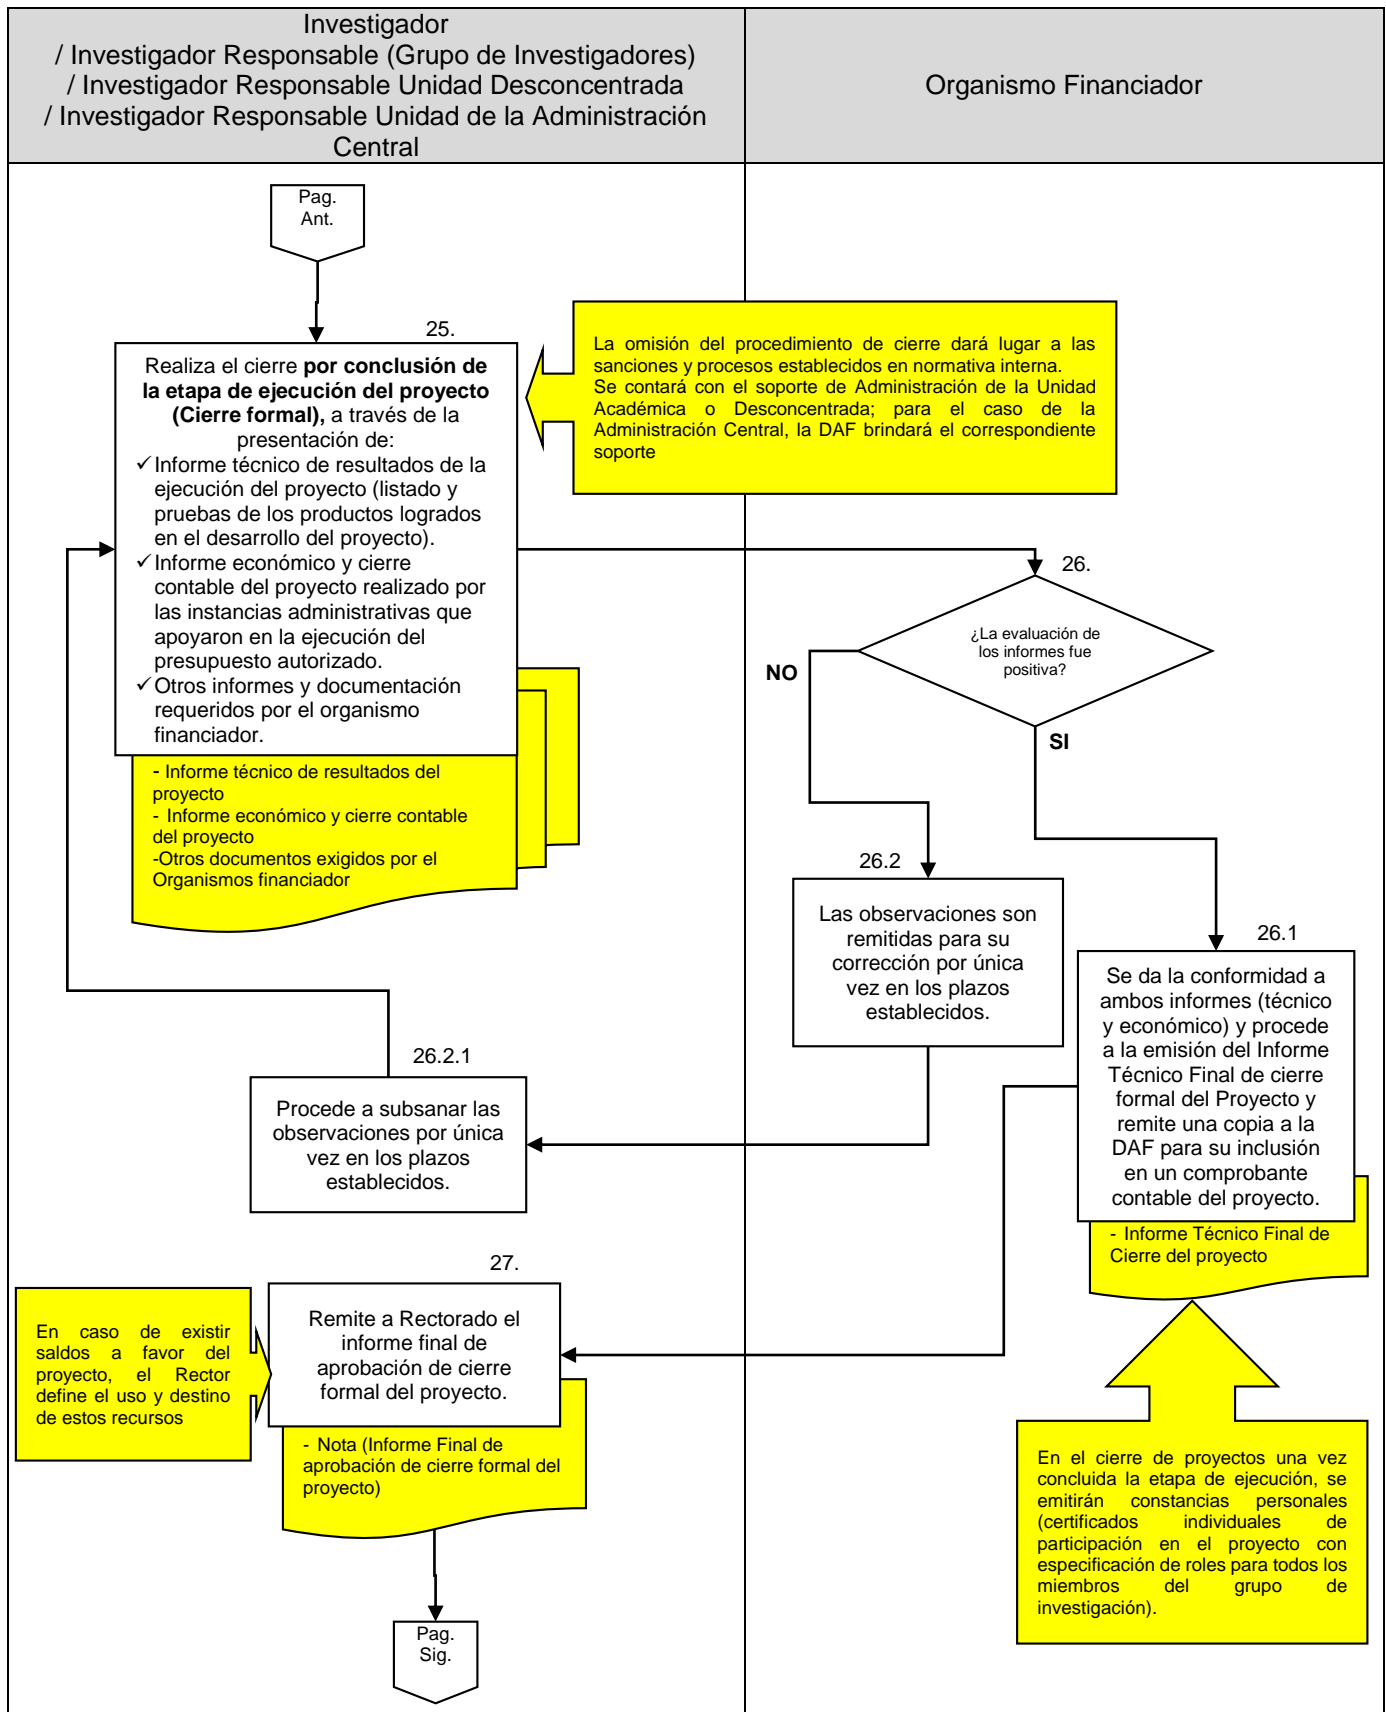 Investigador
/ Investigador Responsable (Grupo de Investigadores)
/ Investigador Responsable Unidad Desconcentrada
/ Investigador Responsable Unidad de la Administración
Central
Organismo Financiador
Pag.
Ant.
25.
Realiza el cierre por conclusión de
la etapa de ejecución del proyecto
(Cierre formal), a través de la
presentación de:
✓Informe técnico de resultados de la
ejecución del proyecto (listado y
pruebas de los productos logrados
en el desarrollo del proyecto).
✓Informe económico y cierre
contable del proyecto realizado por
las instancias administrativas que
apoyaron en la ejecución del
presupuesto autorizado.
✓Otros informes y documentación
requeridos por el organismo
financiador.
- Informe técnico de resultados del
proyecto
- Informe económico y cierre contable
del proyecto
-Otros documentos exigidos por el
Organismos financiador
La omisión del procedimiento de cierre dará lugar a las
sanciones y procesos establecidos en normativa interna.
Se contará con el soporte de Administración de la Unidad
Académica o Desconcentrada; para el caso de la
Administración Central, la DAF brindará el correspondiente
soporte
26.
¿La evaluación de
los informes fue
positiva?
NO
SI
26.2
Las observaciones son
remitidas para su
corrección por única
vez en los plazos
establecidos.
26.1
Se da la conformidad a
ambos informes (técnico
y económico) y procede
a la emisión del Informe
Técnico Final de cierre
formal del Proyecto y
remite una copia a la
DAF para su inclusión
en un comprobante
contable del proyecto.
- Informe Técnico Final de
Cierre del proyecto
26.2.1
Procede a subsanar las
observaciones por única
vez en los plazos
establecidos.
27.
Remite a Rectorado el
informe final de
aprobación de cierre
formal del proyecto.
- Nota (Informe Final de
aprobación de cierre formal del
proyecto)
En caso de existir
saldos a favor del
proyecto, el Rector
define el uso y destino
de estos recursos
En el cierre de proyectos una vez
concluida la etapa de ejecución, se
emitirán constancias personales
(certificados individuales de
participación en el proyecto con
especificación de roles para todos los
miembros del grupo de
investigación).
Pag.
Sig.